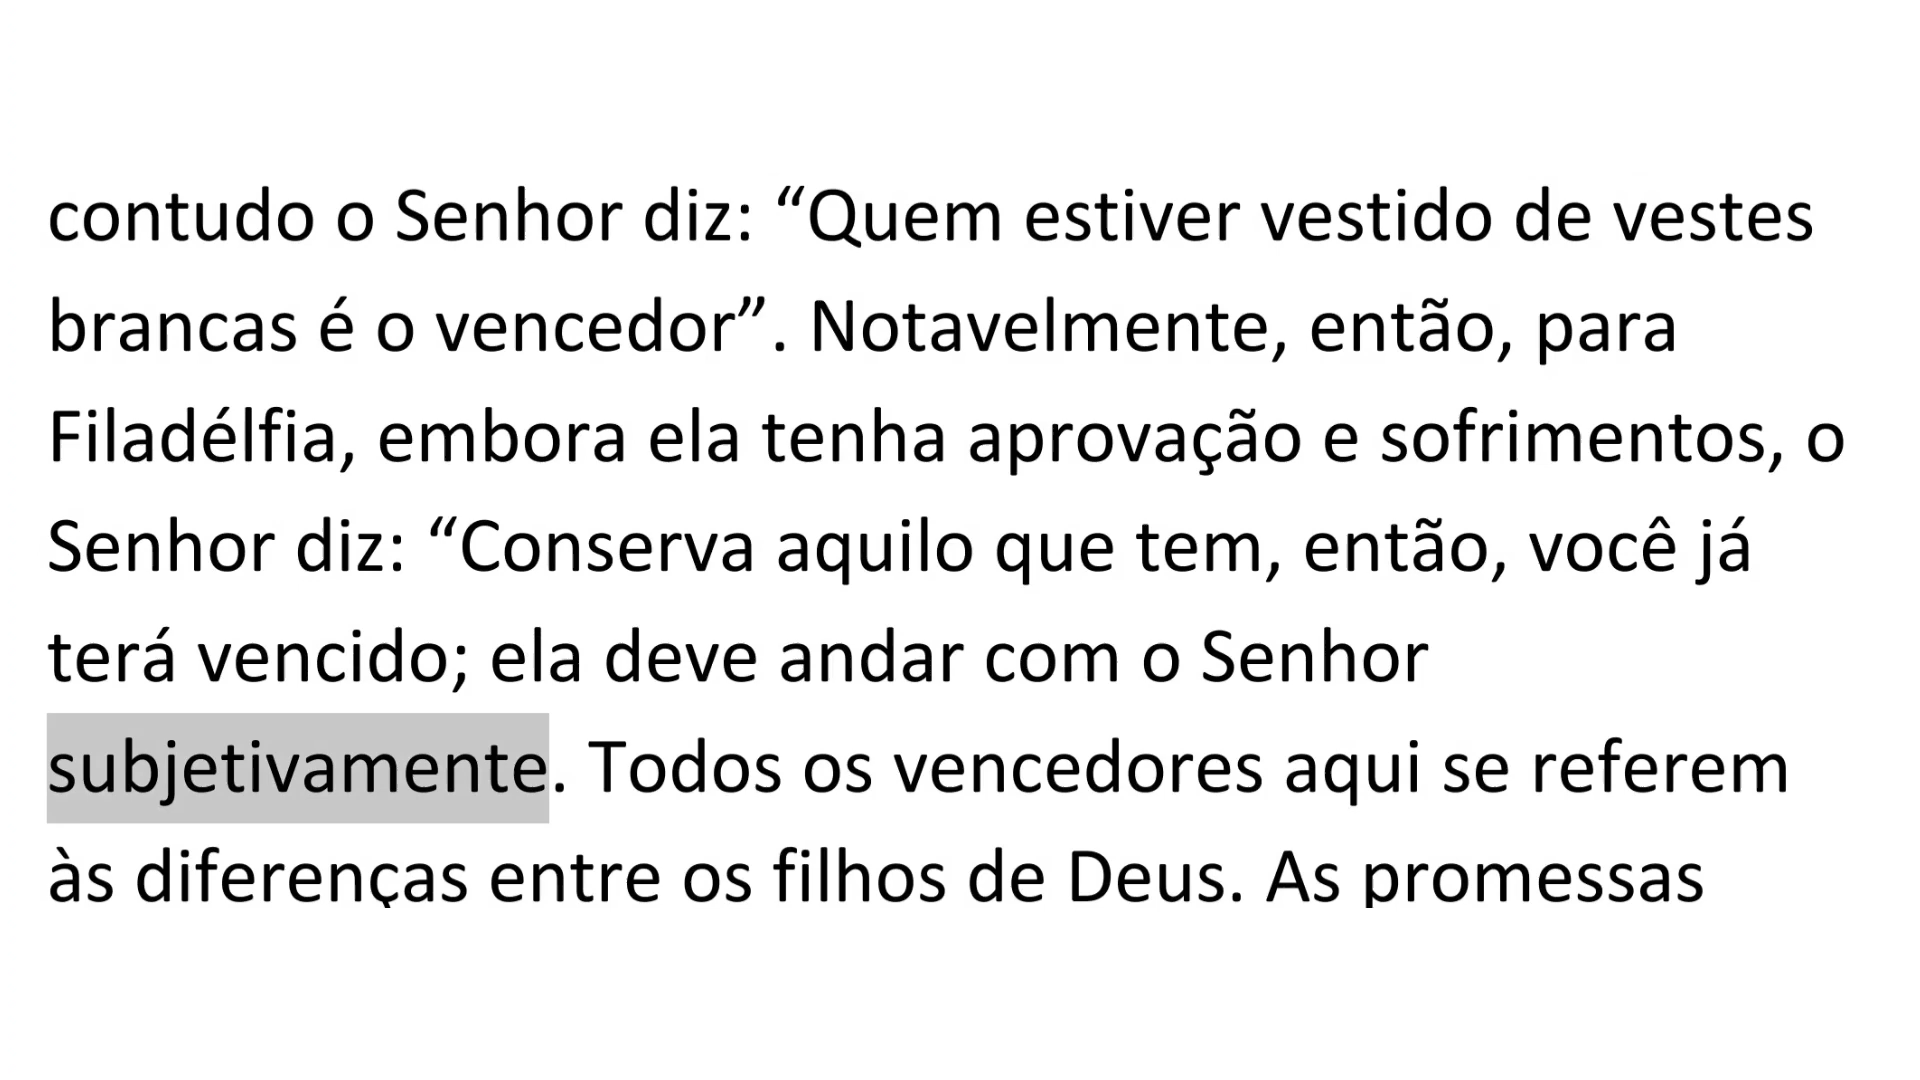 contudo o Senhor diz: “Quem estiver vestido de vestes
brancas é o vencedor”. Notavelmente, então, para
Filadélfia, embora ela tenha aprovação e sofrimentos, o
Senhor diz: “Conserva aquilo que tem, então, você já
terá vencido; ela deve andar com o Senhor
subjetivamente. Todos os vencedores aqui se referem
às diferenças entre os filhos de Deus. As promessas